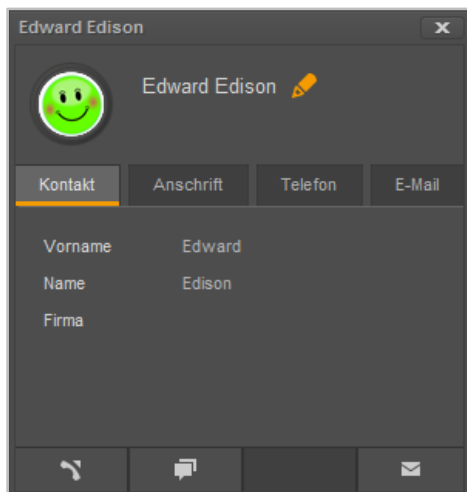 Edward Edison
Edward Edison
Kontakt Anschrift Telefon E-Mail
Vorname Edward
Name Edison
Firma